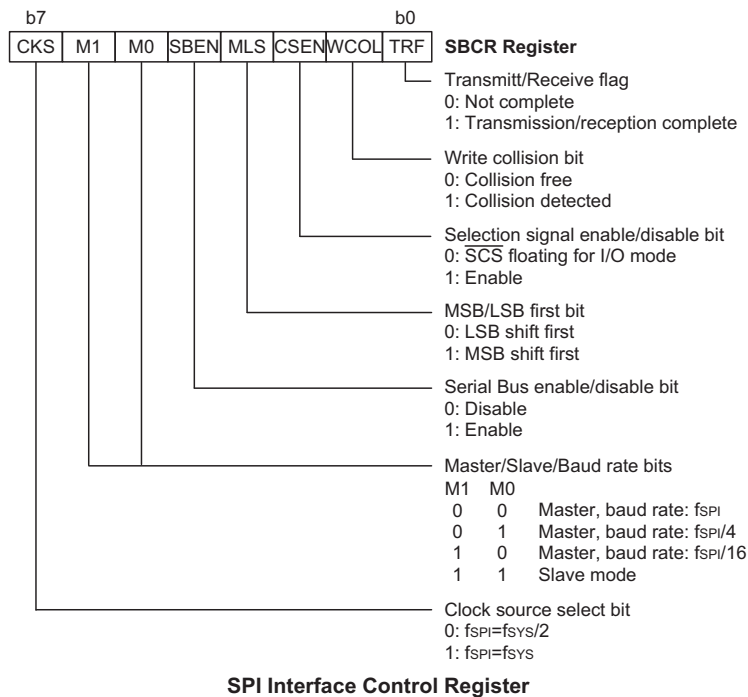 b7 b0
CKS M1 M0 SBEN MLS CSEN WCOL TRF SBCR Register
Transmitt/Receive flag
0: Not complete
1: Transmission/reception complete
Write collision bit
0: Collision free
1: Collision detected
Selection signal enable/disable bit
0: SCS floating for I/O mode
1: Enable
MSB/LSB first bit
0: LSB shift first
1: MSB shift first
Serial Bus enable/disable bit
0: Disable
1: Enable
Master/Slave/Baud rate bits
M1 M0
0 0 Master, baud rate: fSPI
0 1 Master, baud rate: fSPI/4
1 0 Master, baud rate: fSPI/16
1 1 Slave mode
Clock source select bit
0: fSPI=fSYS/2
1: fSPI=fSYS
SPI Interface Control Register